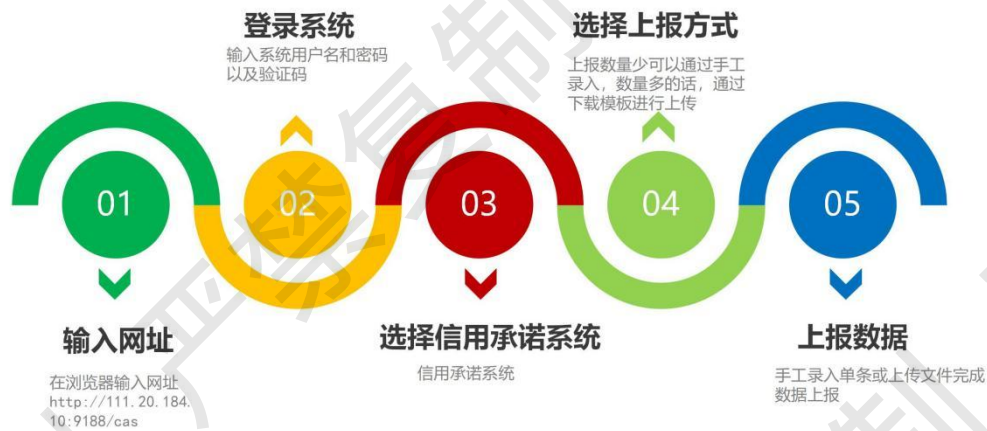 登录系统
输入系统用户名和密码
以及验证码
选择上报方式
上报数量少可以通过手工
录入，数量多的话，通过
下载模板进行上传
01
02
03
04
05
输入网址
在浏览器输入网址
http://111.20.184.
10:9188/cas
选择信用承诺系统
信用承诺系统
上报数据
手工录入单条或上传文件完成
数据上报
严禁复制
制